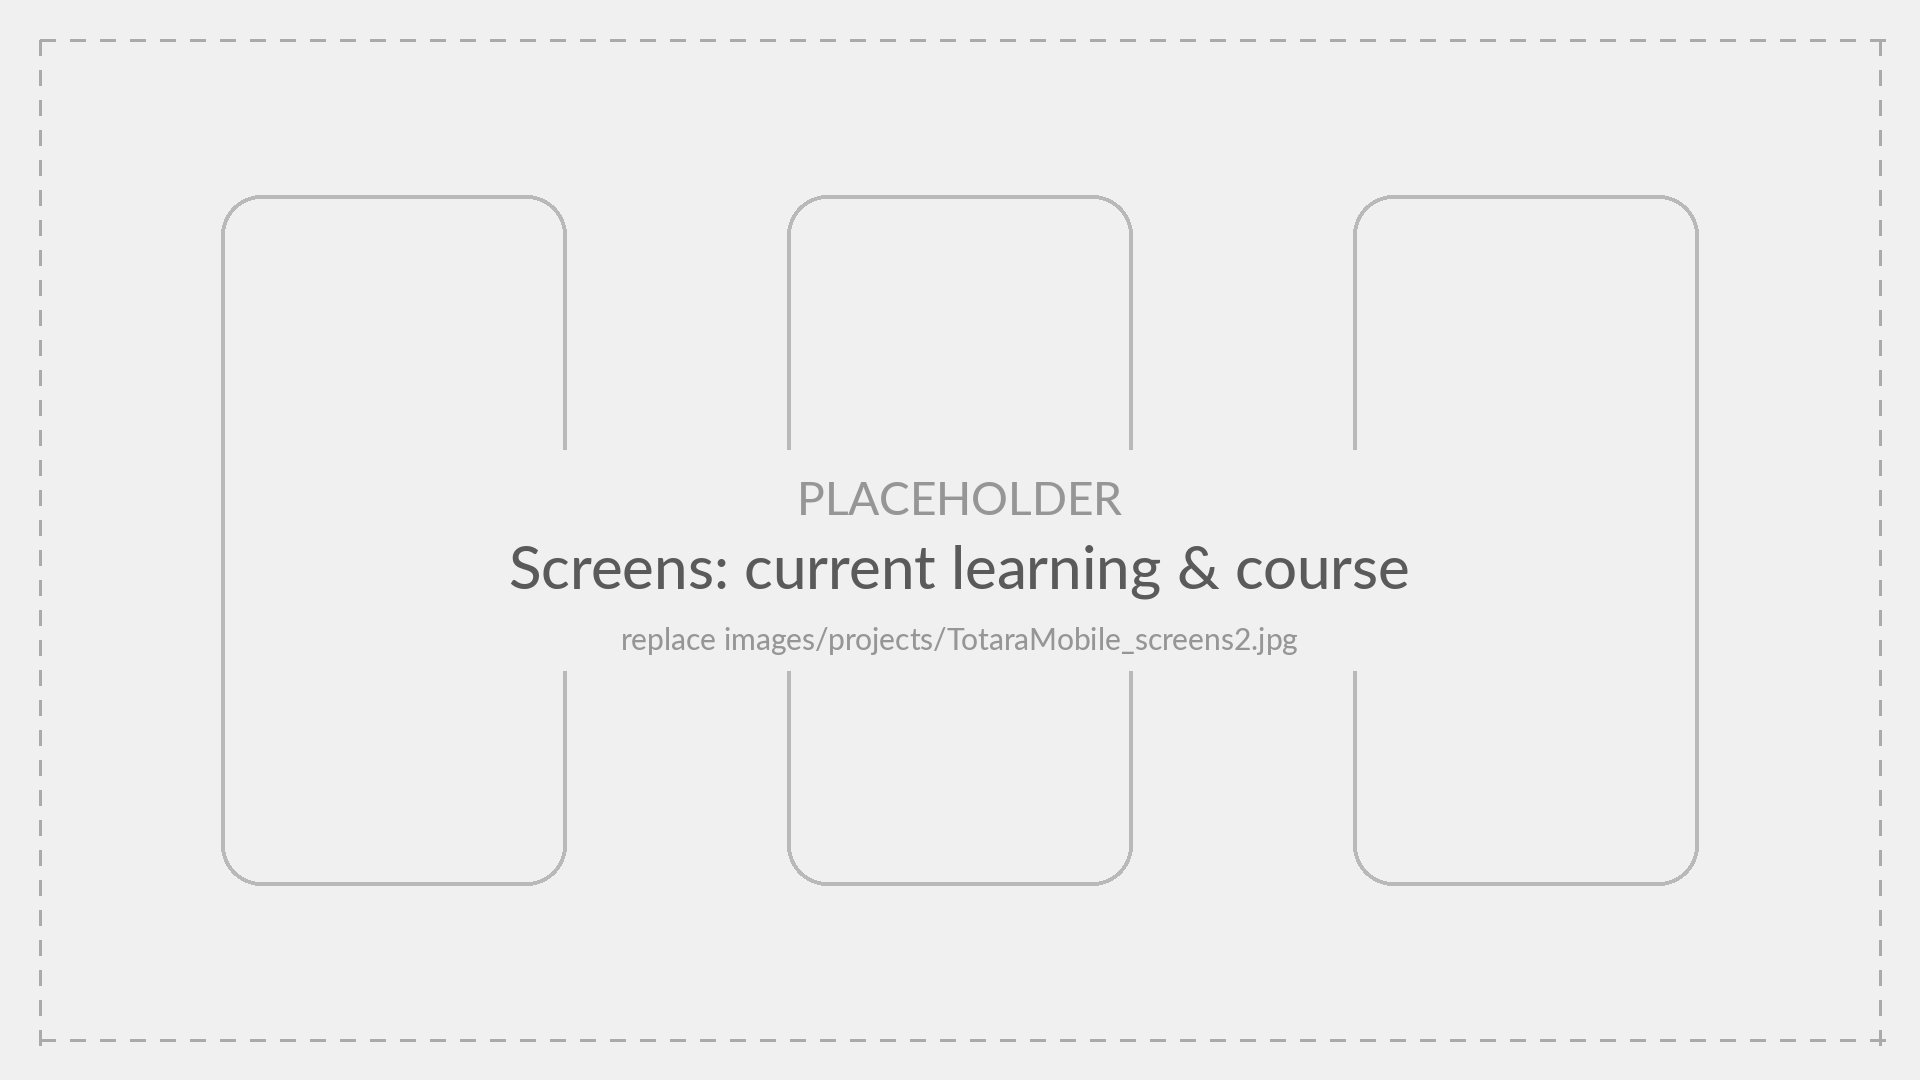 PLACEHOLDER
Screens: current learning & course
replace images/projects/TotaraMobile_screens2.jpg